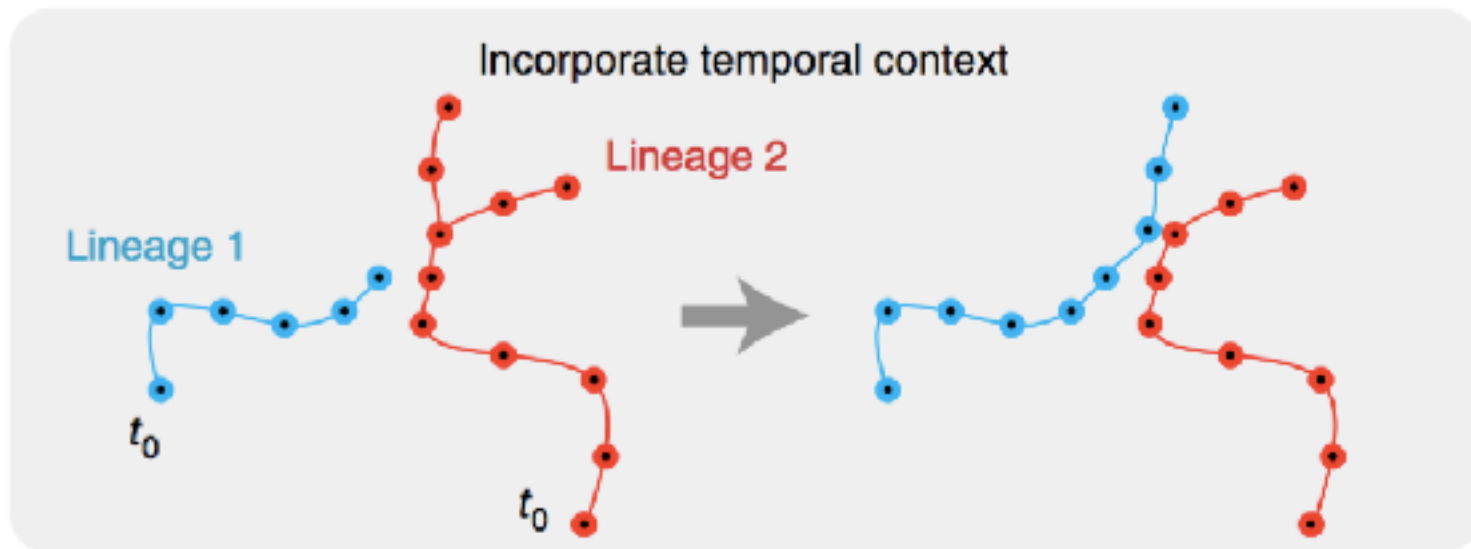 Incorporate temporal context
Lineage 2
Lineage 1
t0
t0